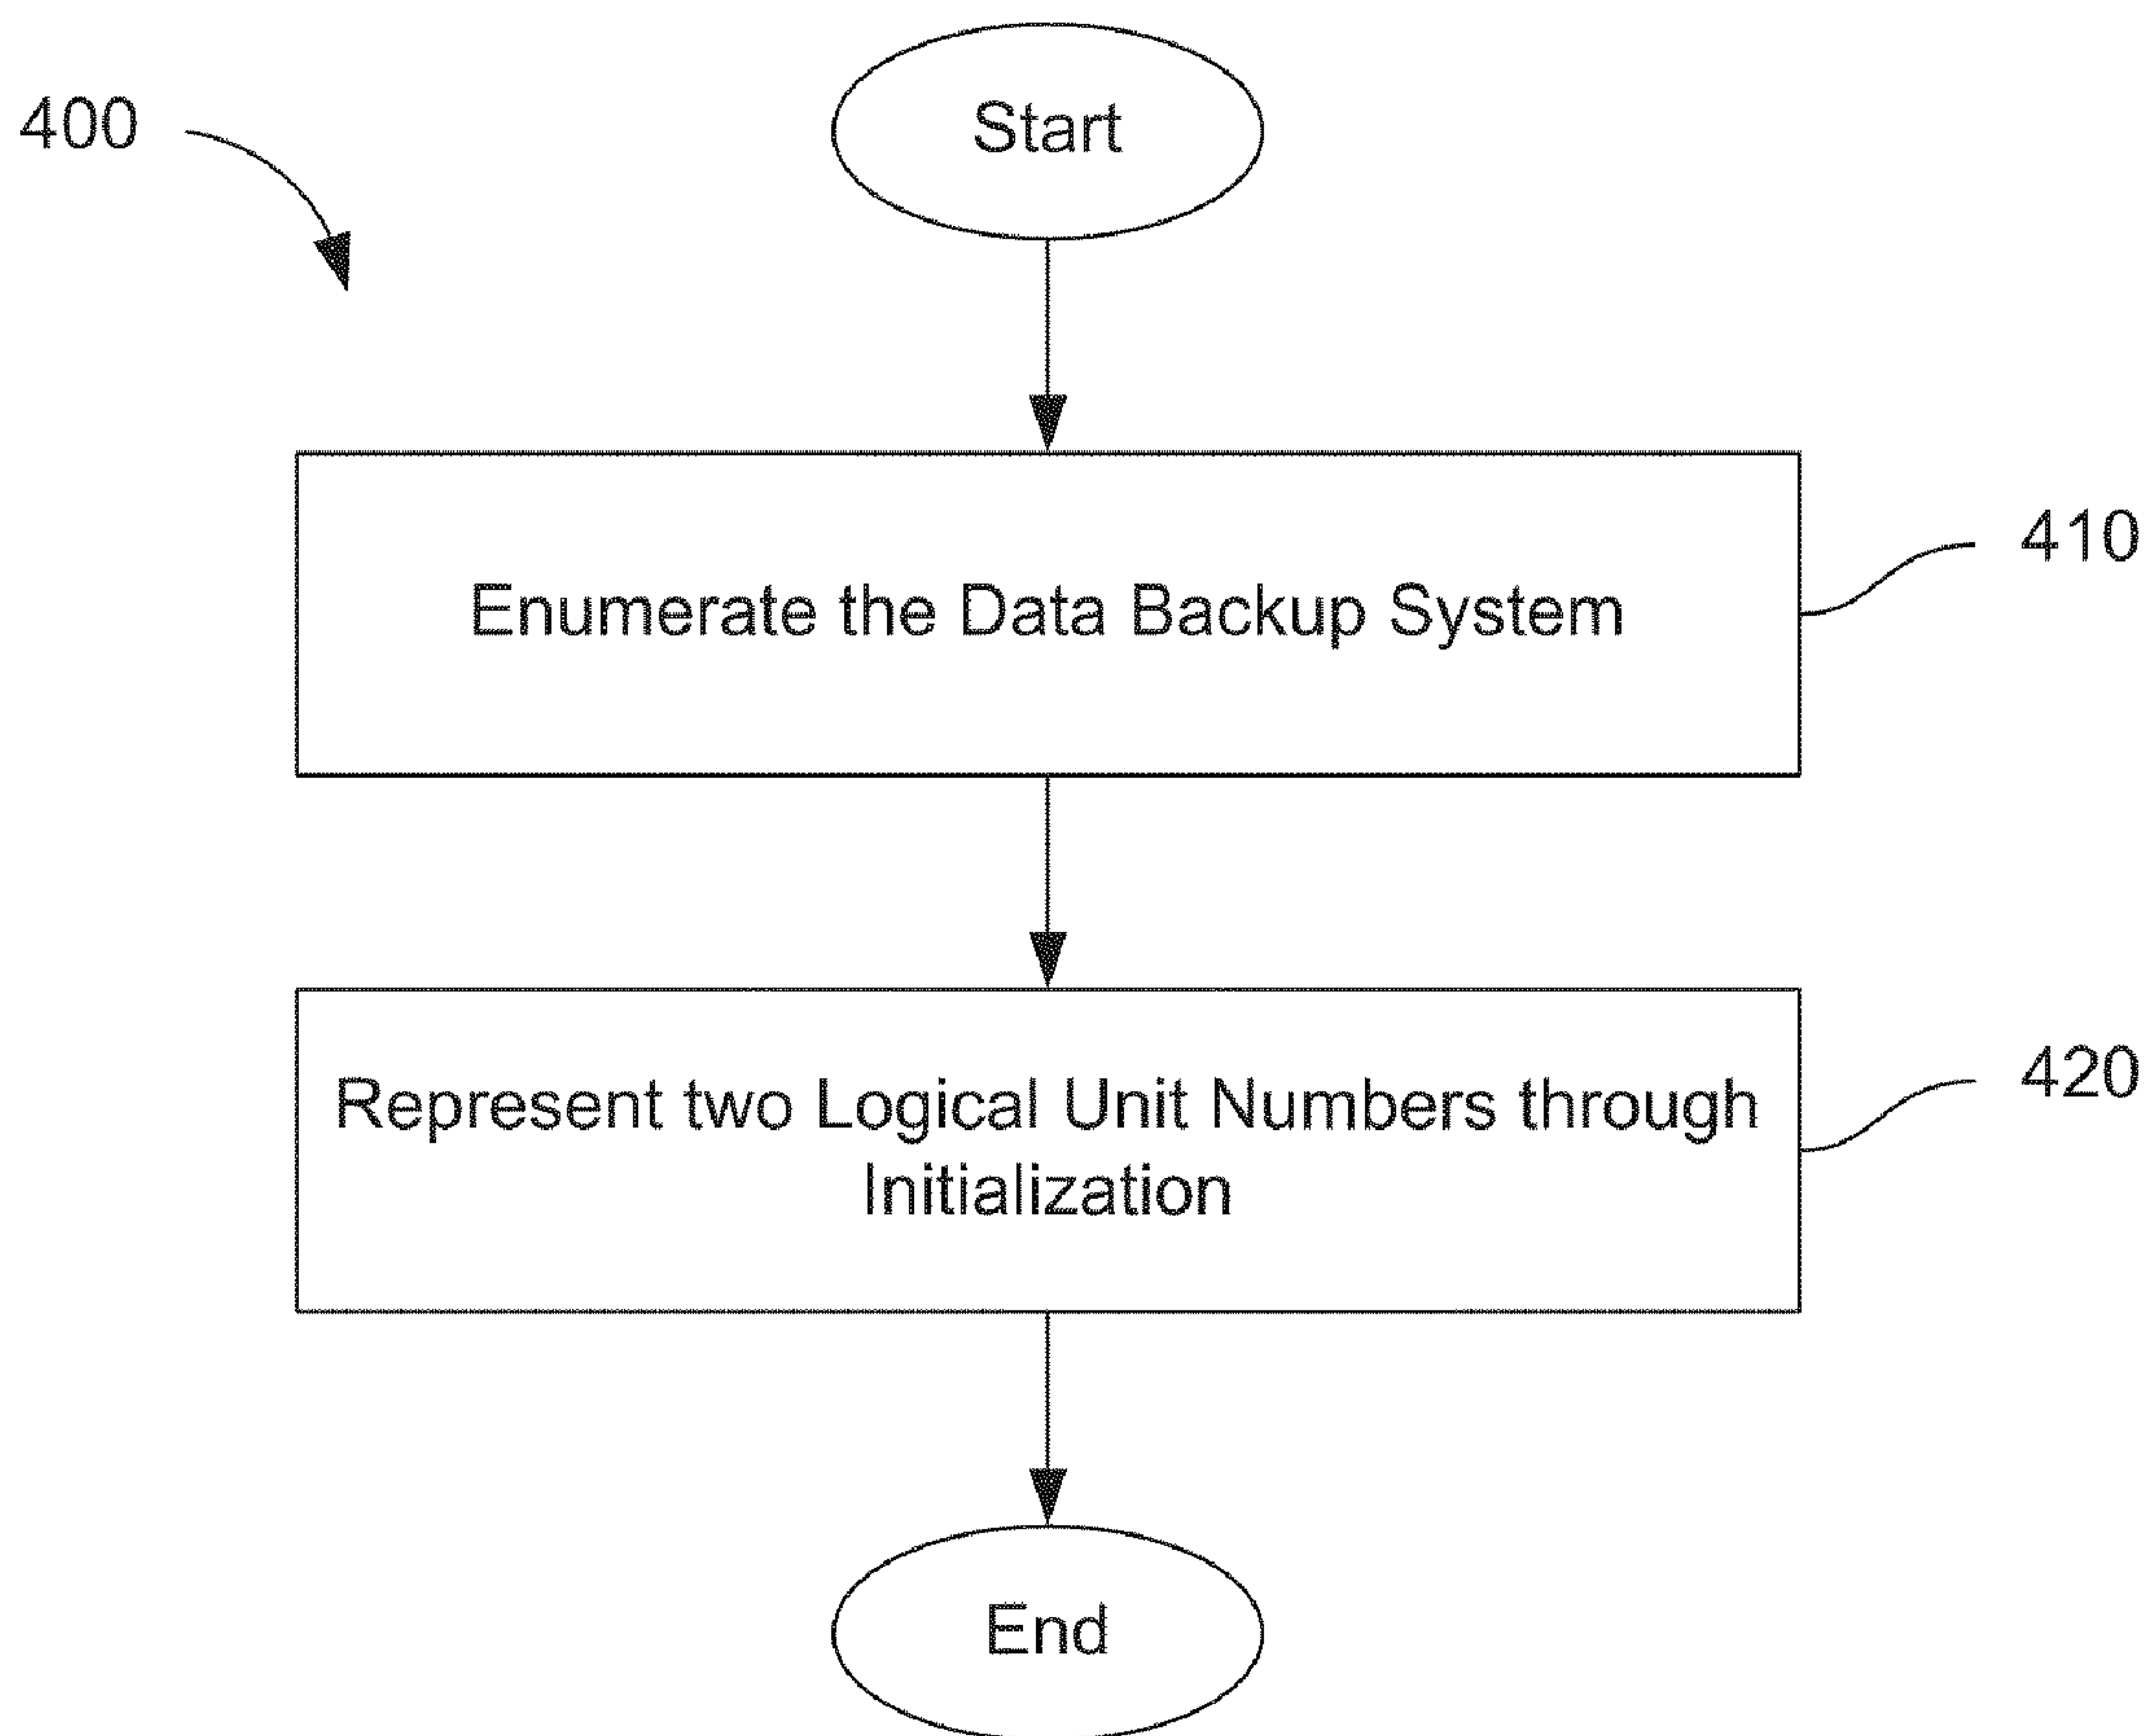 400
Start
Enumerate the Data Backup System
410
Represent two Logical Unit Numbers through
Initialization
420
End